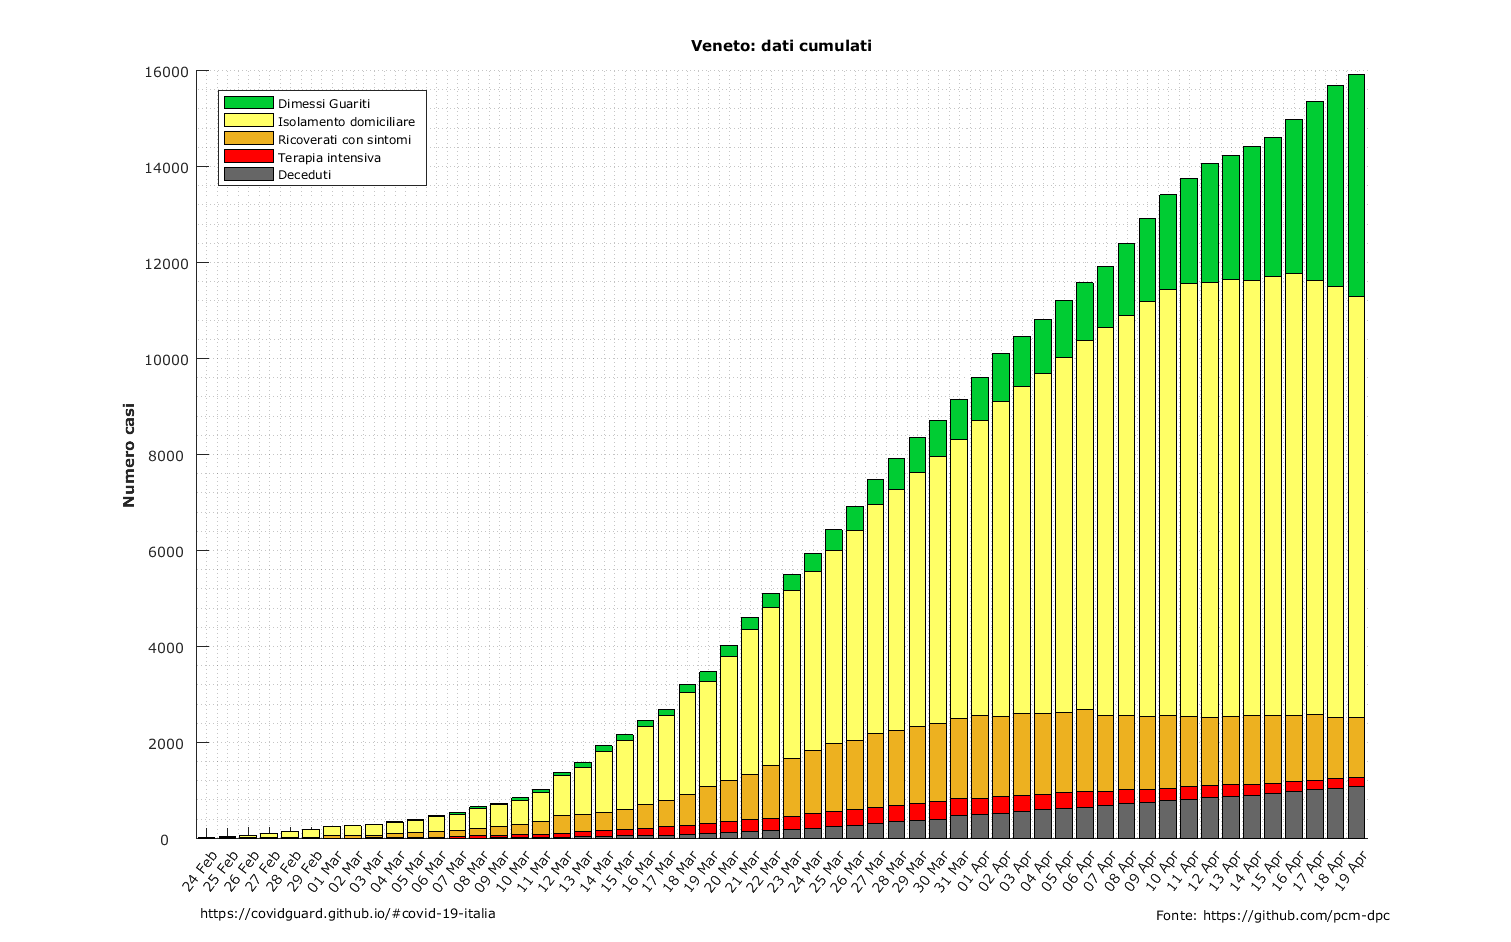 Veneto: dati cumulati
16000
14000
12000
10000
8000
6000
4000
2000
0
Numero casi
Dimessi Guariti
Isolamento domiciliare
Ricoverati con sintomi
Terapia intensiva
Deceduti
24 Feb
25 Feb
26 Feb
27 Feb
28 Feb
29 Feb
01 Mar
02 Mar
03 Mar
04 Mar
05 Mar
06 Mar
07 Mar
08 Mar
09 Mar
10 Mar
11 Mar
12 Mar
13 Mar
14 Mar
15 Mar
16 Mar
17 Mar
18 Mar
19 Mar
20 Mar
21 Mar
22 Mar
23 Mar
24 Mar
25 Mar
26 Mar
27 Mar
28 Mar
29 Mar
30 Mar
31 Mar
01 Apr
02 Apr
03 Apr
04 Apr
05 Apr
06 Apr
07 Apr
08 Apr
09 Apr
10 Apr
11 Apr
12 Apr
13 Apr
14 Apr
15 Apr
16 Apr
17 Apr
18 Apr
19 Apr
https://covidguard.github.io/#covid-19-italia
Fonte: https://github.com/pcm-dpc